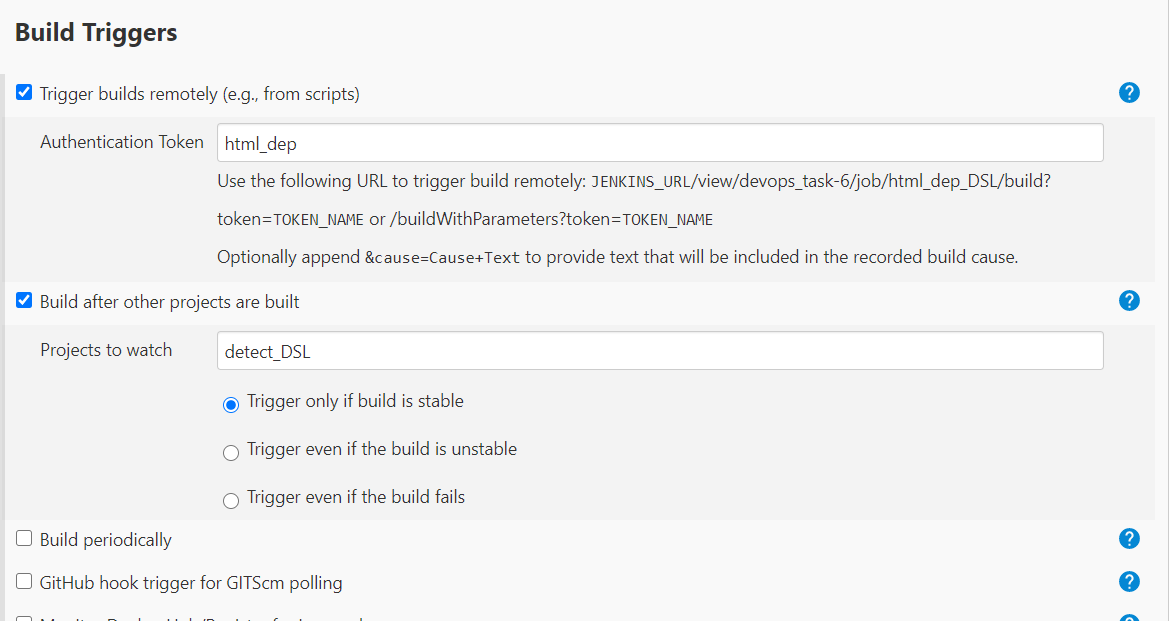 Build Triggers
Trigger builds remotely (e.g., from scripts)
?
Authentication Token
html_dep
Use the following URL to trigger build remotely: JENKINS_URL/view/devops_task-6/job/html_dep_DSL/build?
token=TOKEN_NAME or /buildWithParameters?token=TOKEN_NAME
Optionally append &cause=Cause+Text to provide text that will be included in the recorded build cause.
Build after other projects are built
?
Projects to watch
detect_DSL
Trigger only if build is stable
Trigger even if the build is unstable
Trigger even if the build fails
Build periodically
?
GitHub hook trigger for GITScm polling
?